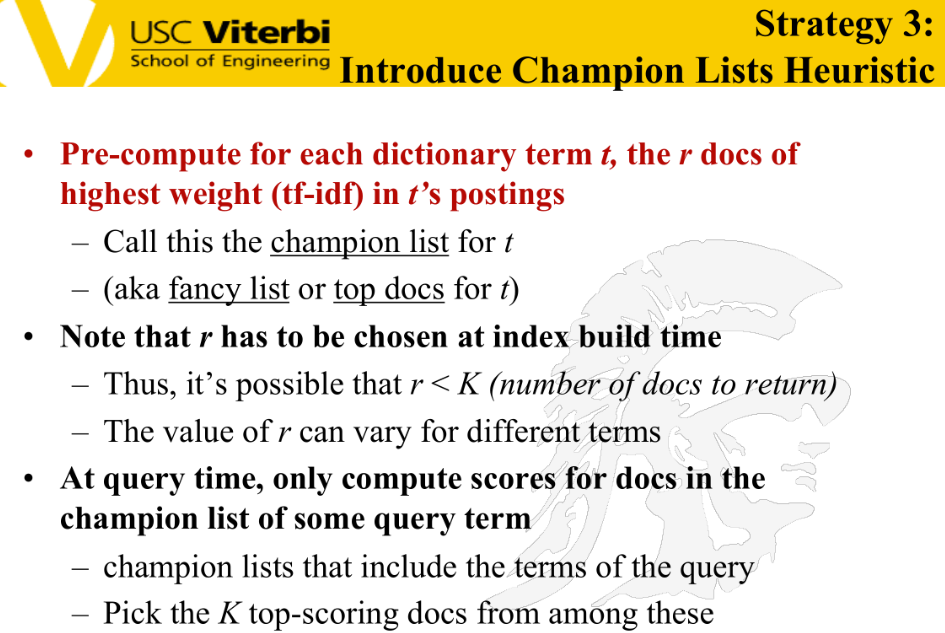 USC Viterbi
School of Engineering
Strategy 3:
Introduce Champion Lists Heuristic
• Pre-compute for each dictionary term t, the r docs of
highest weight (tf-idf) in t’s postings
– Call this the champion list for t
– (aka fancy list or top docs for t)
• Note that r has to be chosen at index build time
– Thus, it’s possible that r < K (number of docs to return)
– The value of r can vary for different terms
• At query time, only compute scores for docs in the
champion list of some query term
– champion lists that include the terms of the query
– Pick the K top-scoring docs from among these